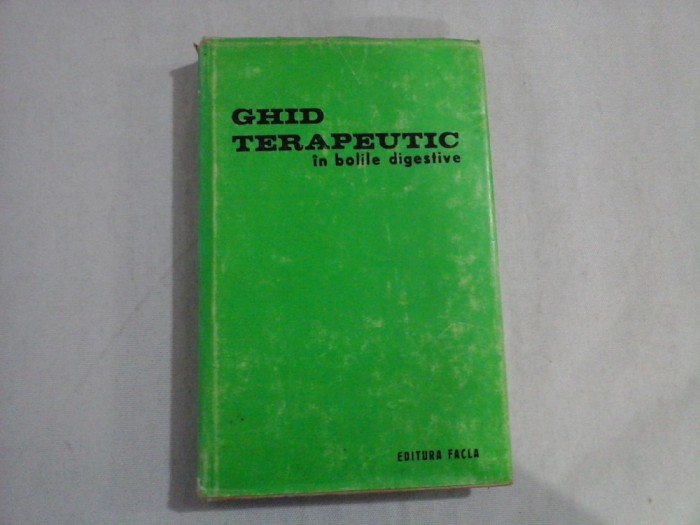 GHID
TERAPEUTIC
în bolile digestive
EDITURA FACLA